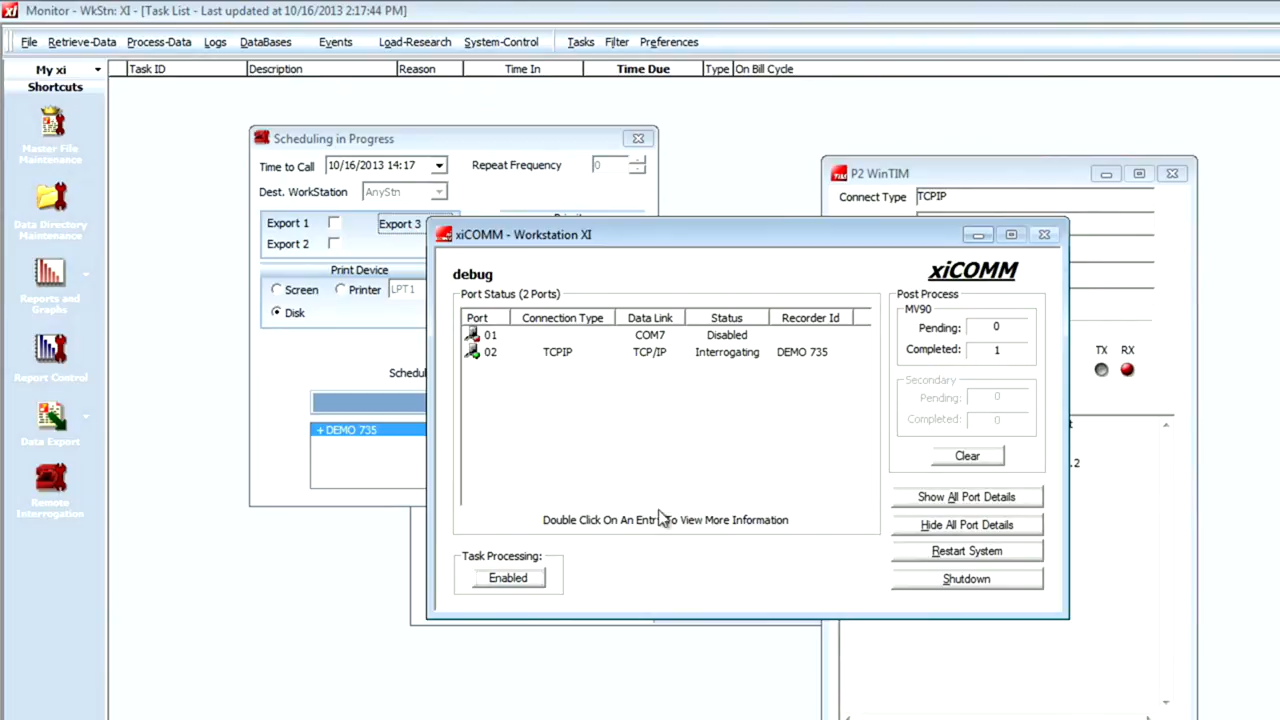 xi Monitor - WkStn: XI - [Task List - Last updated at 10/16/2013 2:17:44 PM]
File Retrieve-Data Process-Data Logs DataBases Events Load-Research System-Control Tasks Filter Preferences
My xi
Shortcuts
Master File
Maintenance
Data Directory
Maintenance
Reports and
Graphs
Report Control
Data Export
Remote
Interrogation
Task ID Description Reason Time In Time Due Type On Bill Cycle
Scheduling in Progress
Time to Call 10/16/2013 14:17 Repeat Frequency 0
Dest. WorkStation AnyStn
Export 1 Export 3
Export 2
Print Device
Screen Printer LPT1
Disk
+DEMO 735
P2 WinTIM
Connect Type TCPIP
TX RX
.2
xiCOMM - Workstation XI
debug
xiCOMM
Port Status (2 Ports)
Port Connection Type Data Link Status Recorder Id
01 COM7 Disabled
02 TCPIP TCP/IP Interrogating DEMO 735
Double Click On An Entr To View More Information
Task Processing:
Enabled
Post Process
MV90
Pending: 0
Completed: 1
Secondary
Pending: 0
Completed: 0
Clear
Show All Port Details
Hide All Port Details
Restart System
Shutdown